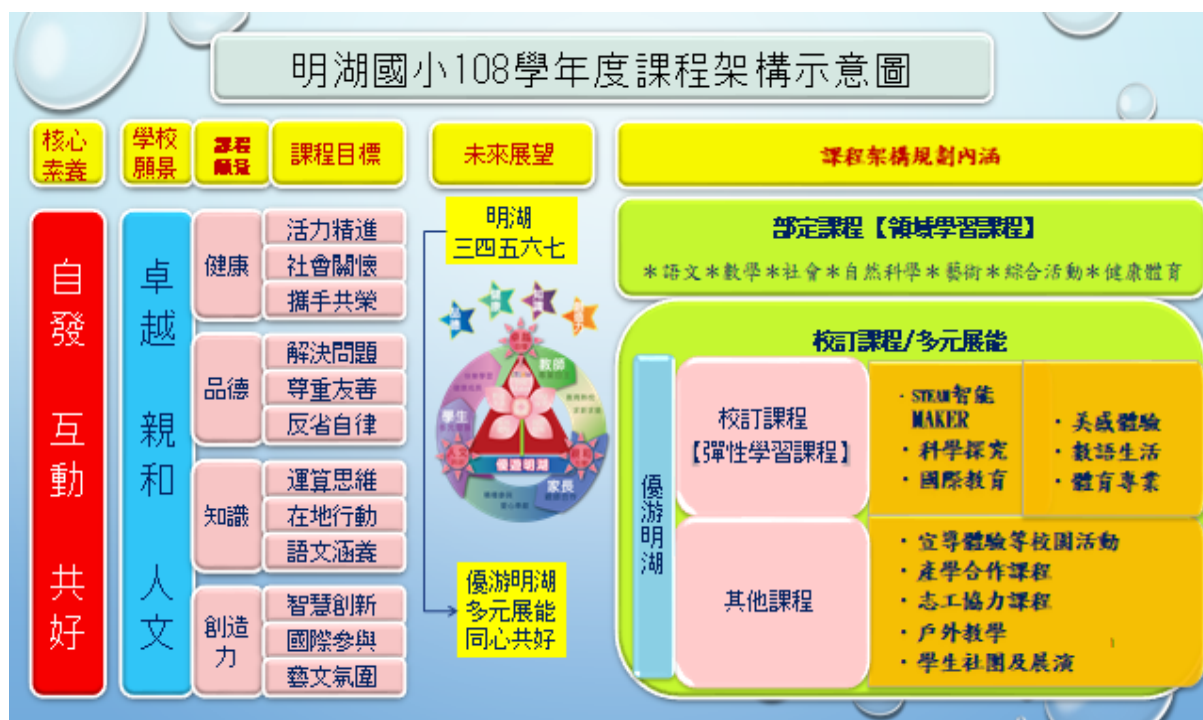 明湖國小108學年度課程架構示意圖
核心
素養
學校
願景
課程
願景
課程目標
未來展望
課程架構規劃內涵
自發 互動 共好
卓越 親和 人文
健康
活力精進
社會關懷
攜手共榮
品德
解決問題
尊重友善
反省自律
知識
運算思維
在地行動
語文涵養
創造
力
智慧創新
國際參與
藝文氛圍
明湖
三四五六七
教師
學生
家長
優遊明湖
優游明湖
多元展能
同心共好
部定課程【領域學習課程】
＊語文＊數學＊社會＊自然科學＊藝術＊綜合活動＊健康體育
校訂課程/多元展能
優游明湖
校訂課程
【彈性學習課程】
・STEAM智能
MAKER
・科學探究
・國際教育
・美感體驗
・數語生活
・體育專業
其他課程
・宣導體驗等校園活動
・產學合作課程
・志工協力課程
・戶外教學
・學生社團及展演